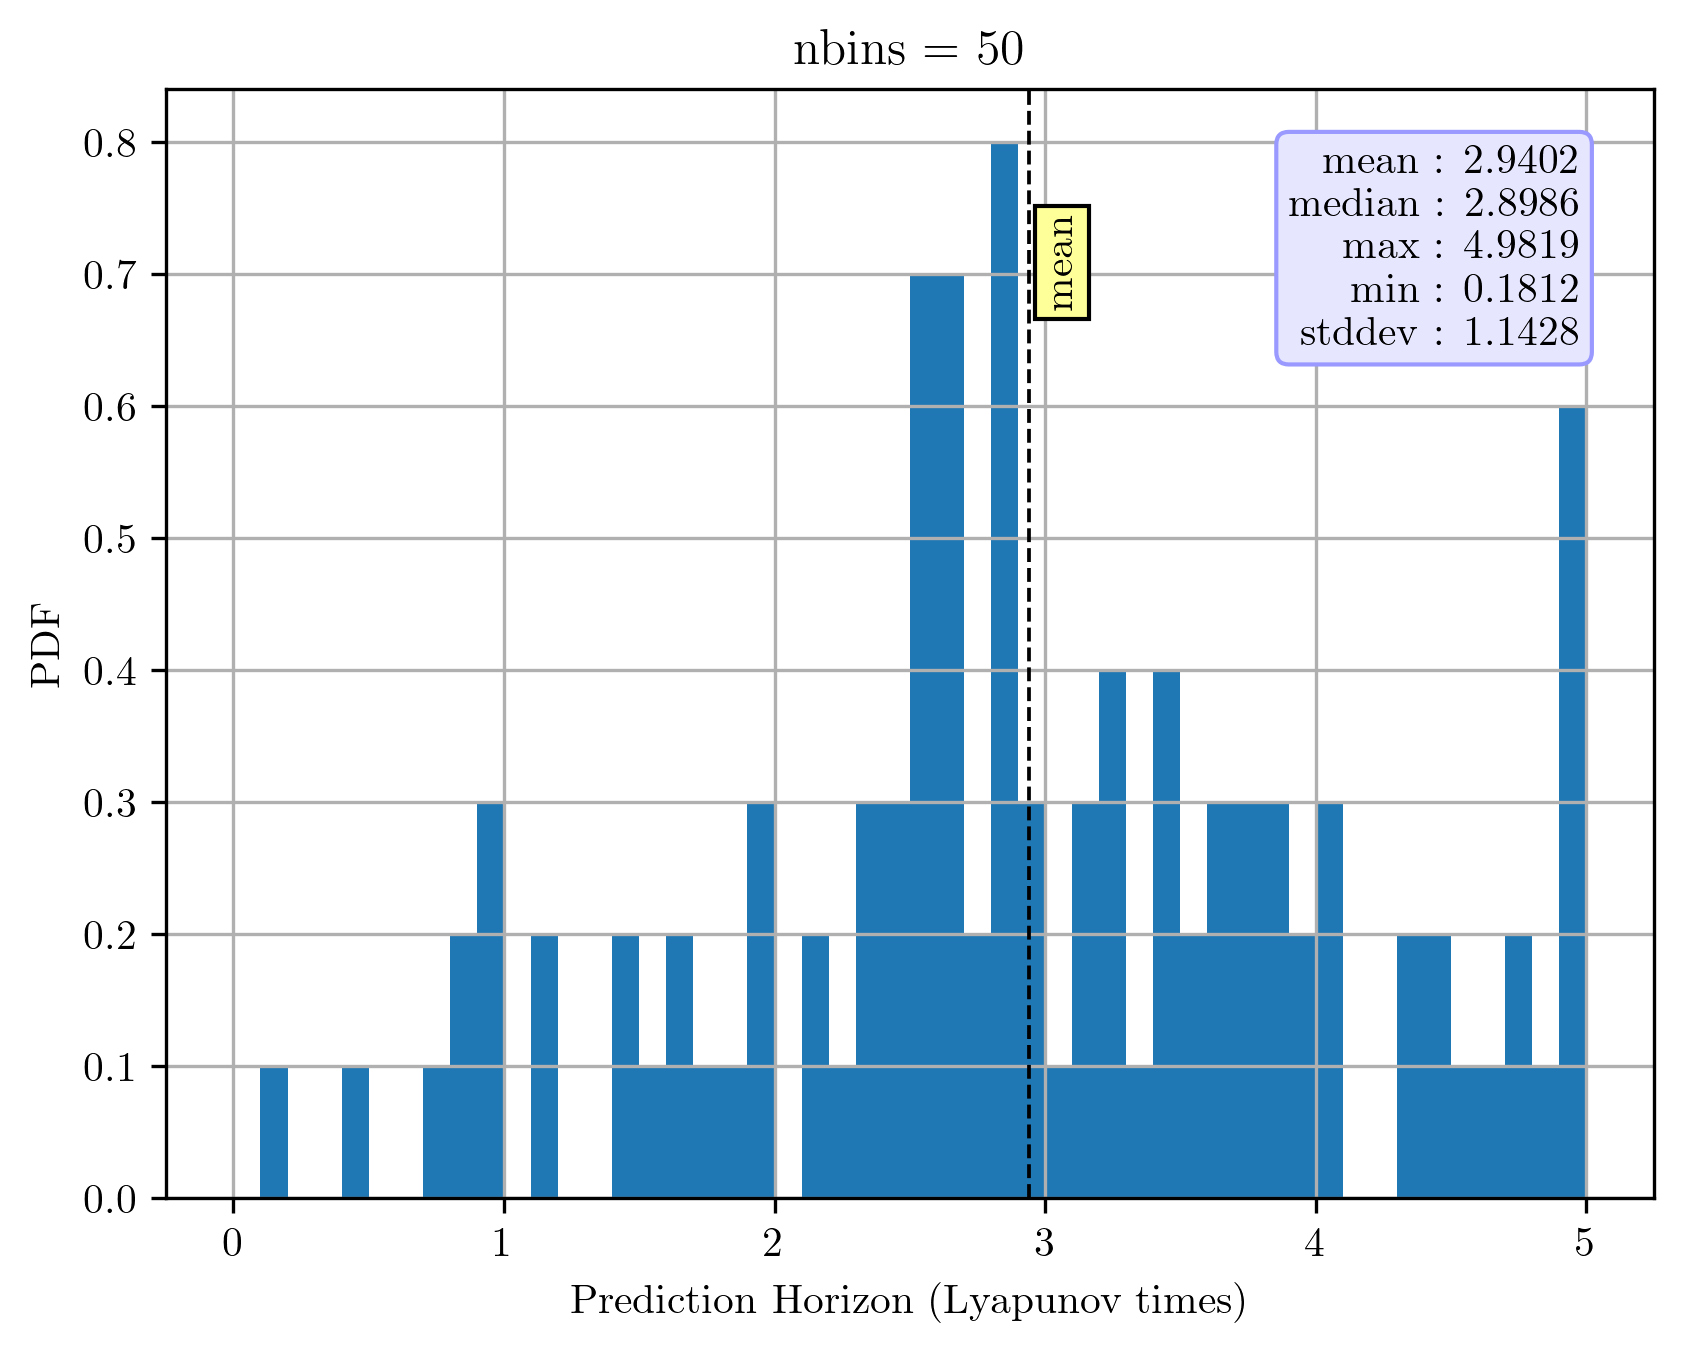 nbins = 50
0.8
0.7
0.6
0.5
0.4
0.3
0.2
0.1
0.0
PDF
mean
mean : 2.9402
median : 2.8986
max : 4.9819
min : 0.1812
stddev : 1.1428
0 1 2 3 4 5
Prediction Horizon (Lyapunov times)